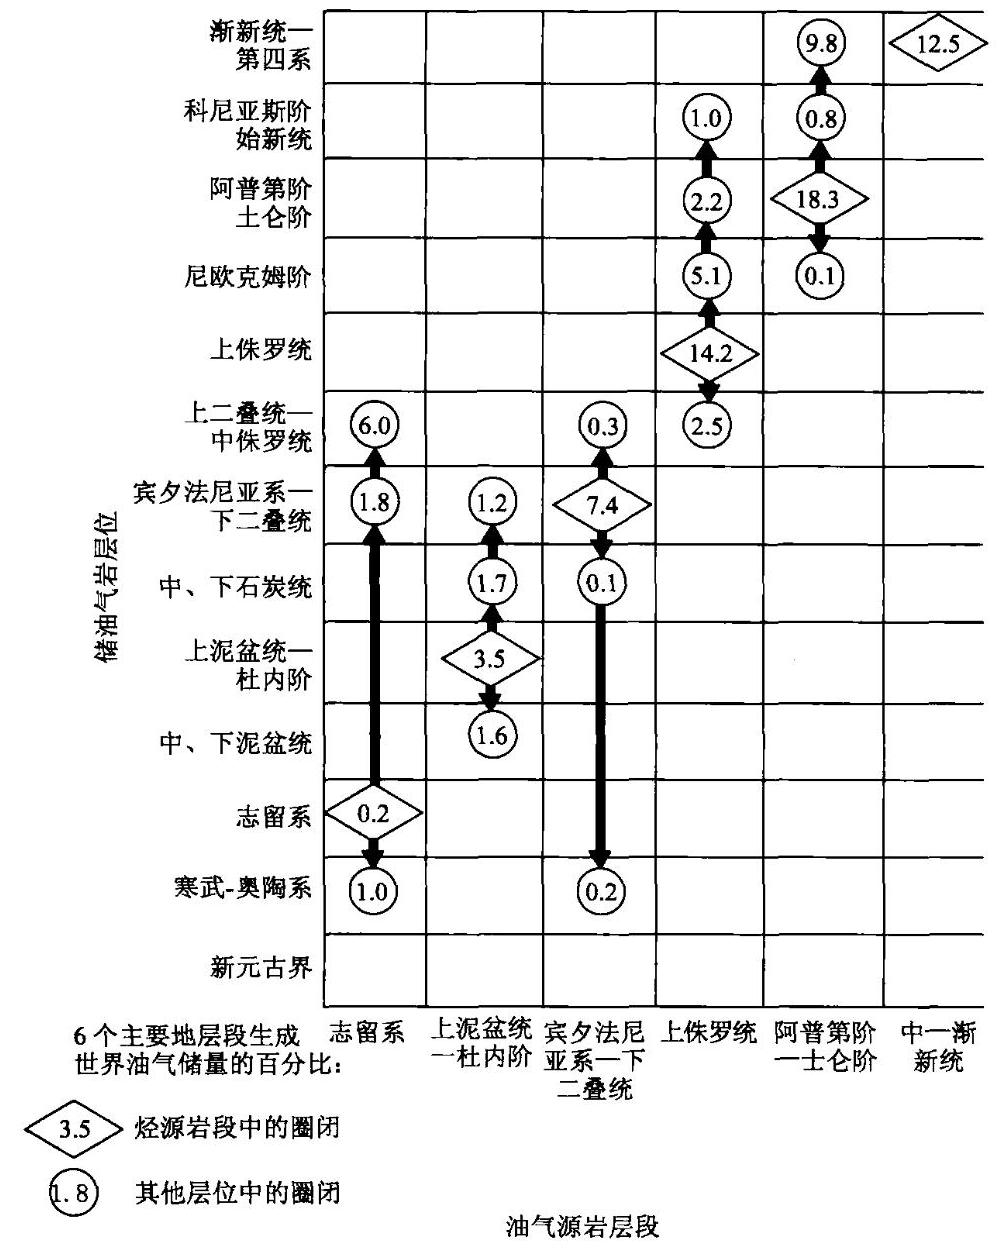 渐新统一
第四系
9.8
12.5
科尼亚斯阶
始新统
1.0
0.8
阿普第阶
土仑阶
2.2
18.3
尼欧克姆阶
5.1
0.1
上侏罗统
14.2
上二叠统一
中侏罗统
6.0
0.3
2.5
宾夕法尼亚系一
下二叠统
1.8
1.2
7.4
中、下石炭统
1.7
0.1
上泥盆统一
杜内阶
3.5
中、下泥盆统
1.6
志留系
0.2
寒武-奥陶系
1.0
0.2
新元古界
储油气岩层位
志留系
上泥盆统
一杜内阶
宾夕法尼
亚系一下
二叠统
上侏罗统
阿普第阶
一士仑阶
中一渐
新统
6个主要地层段生成
世界油气储量的百分比：
3.5
烃源岩段中的圈闭
1.8
其他层位中的圈闭
油气源岩层段